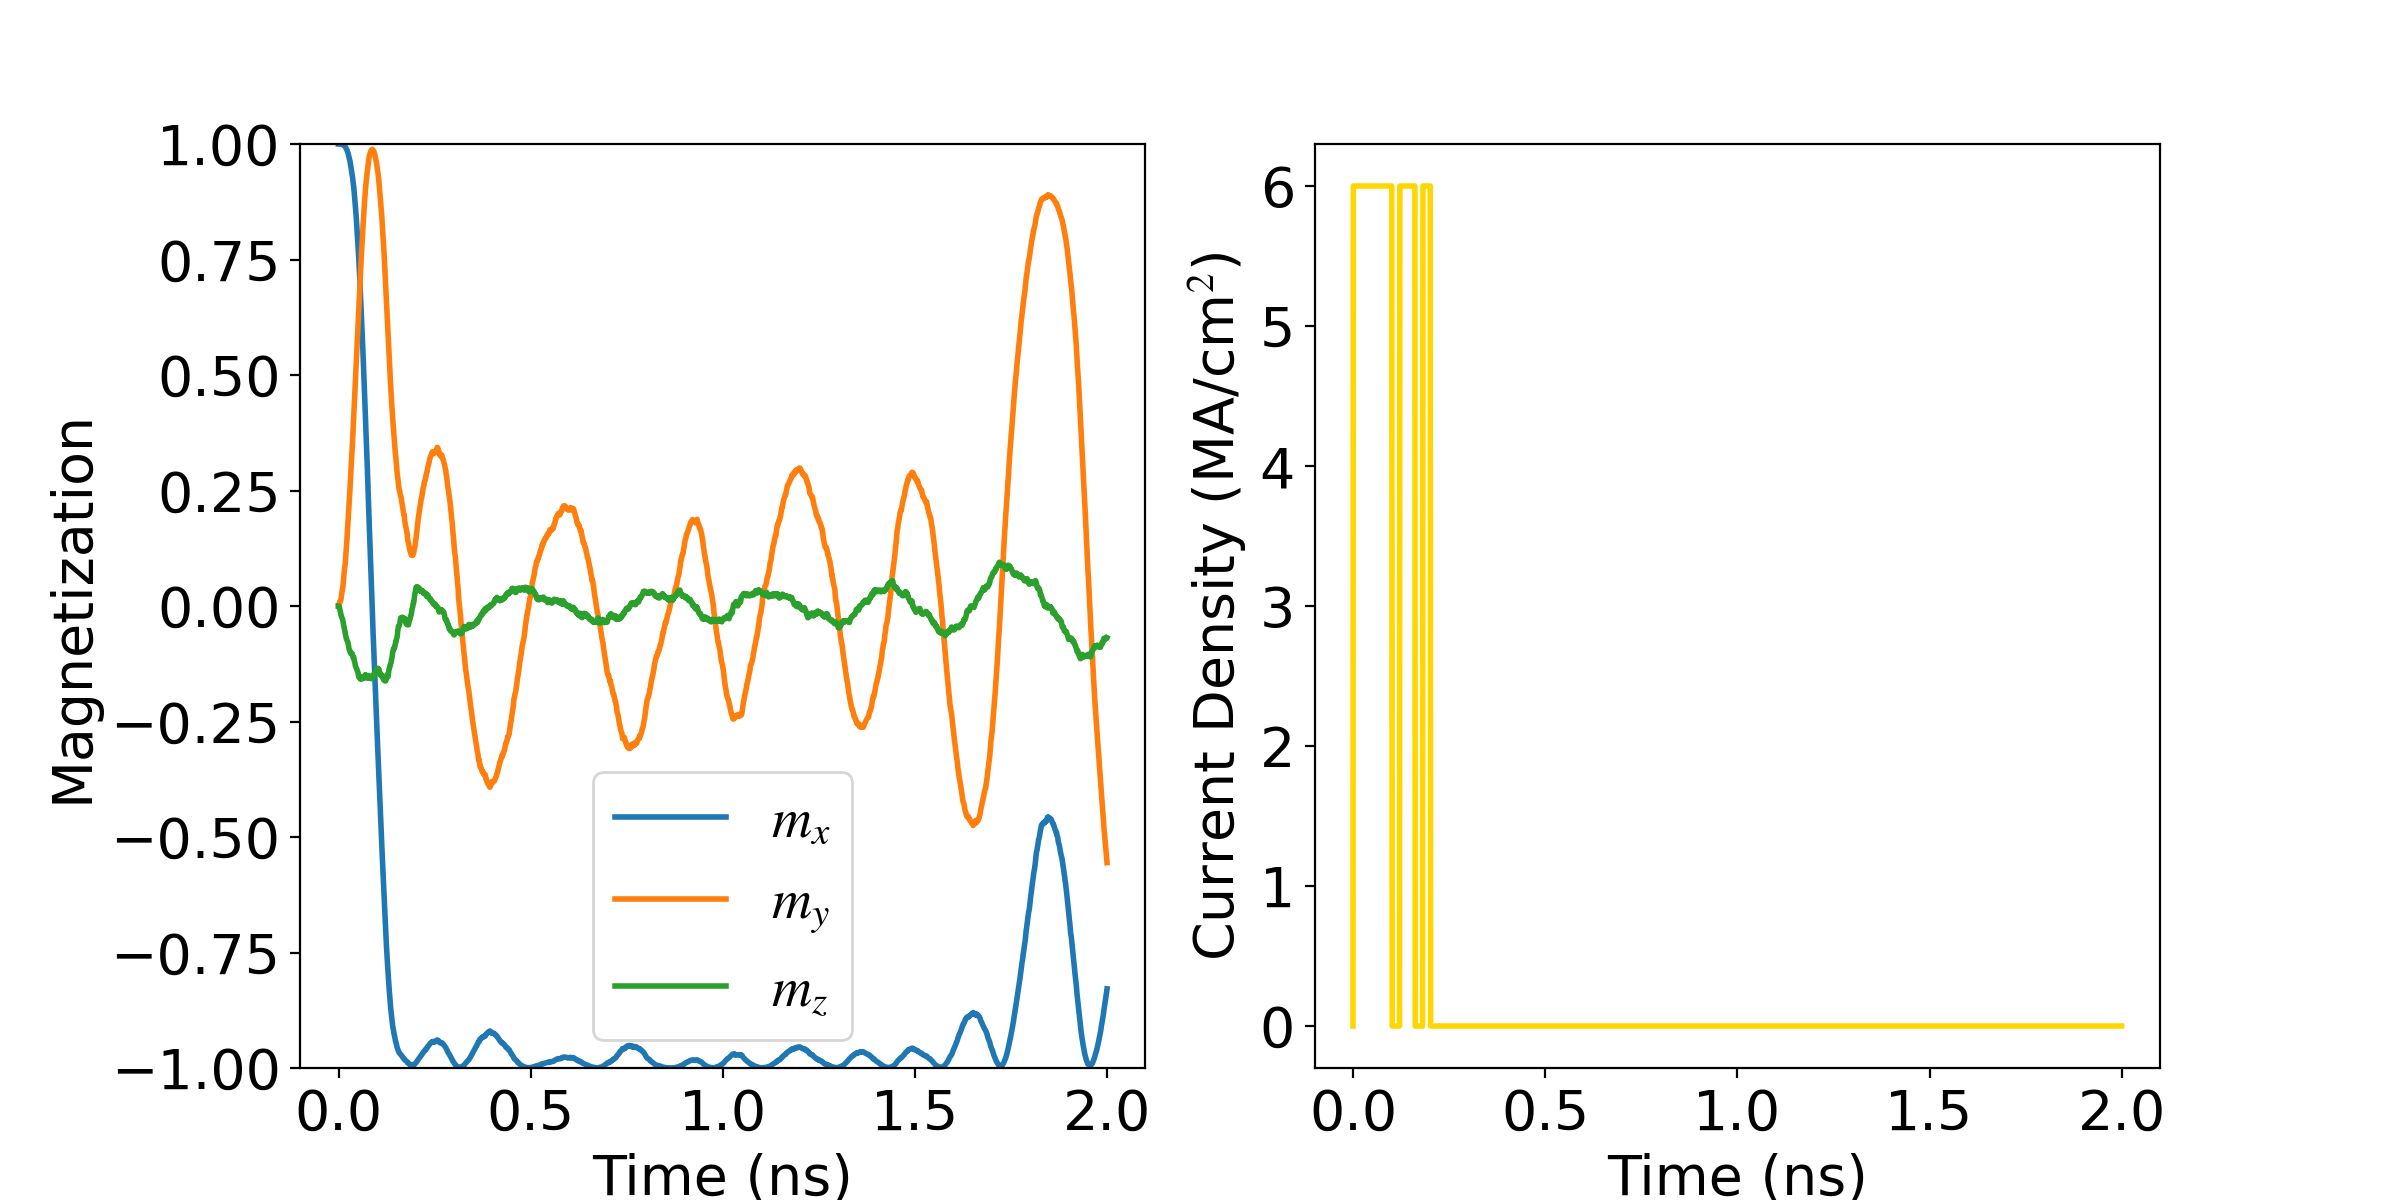 Magnetization
1.00
0.75
0.50
0.25
0.00
−0.25
−0.50
−0.75
−1.00
0.0 0.5 1.0 1.5 2.0
Time (ns)
m_x
m_y
m_z
Current Density (MA/cm²)
6
5
4
3
2
1
0
0.0 0.5 1.0 1.5 2.0
Time (ns)